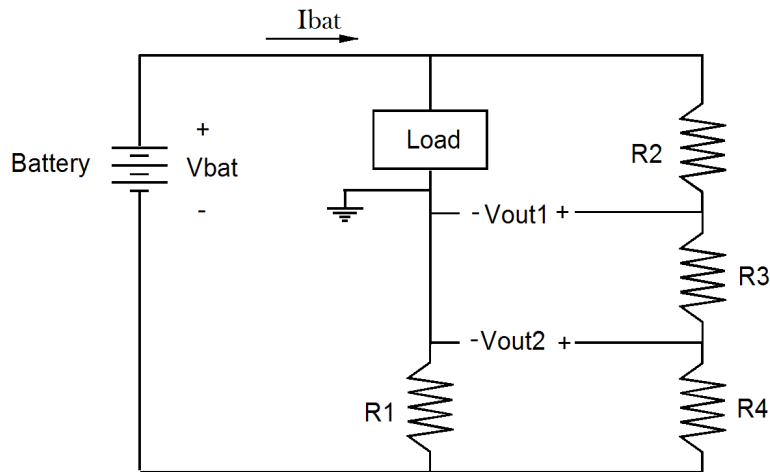 Ibat
Load
R2
Battery
+
Vbat
-
- Vout1 +
R3
-Vout2 +
R1
R4